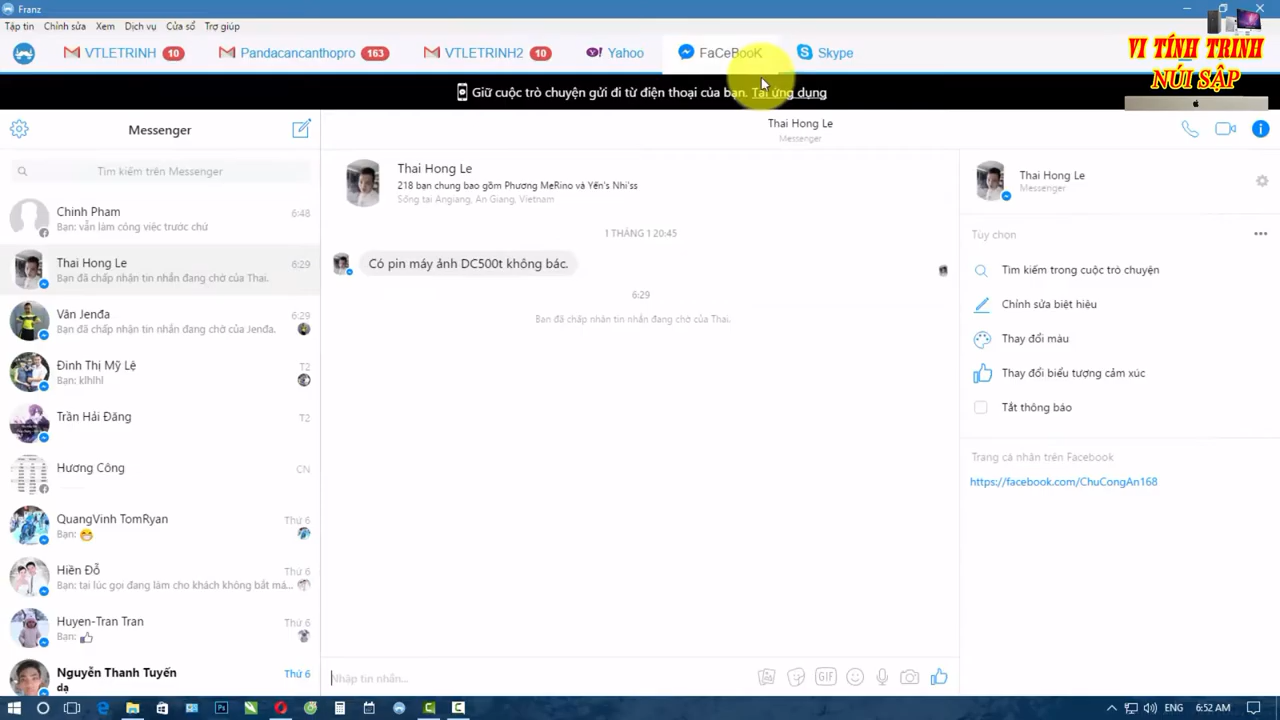 Franz
Tập tin Chỉnh sửa Xem Dịch vụ Cửa sổ Trợ giúp
VTLETRINH 10 Pandacancanthopro 163 VTLETRINH2 10 Yahoo FaCeBooK Skype
VI TÍNH TRINH
NÚI SẬP
Giữ cuộc trò chuyện gửi đi từ điện thoại của bạn. Tải ứng dụng
Messenger
Tìm kiếm trên Messenger
Chinh Pham 6:48
Bạn: vẫn làm công việc trước chứ
Thai Hong Le 6:29
Bạn đã chấp nhận tin nhắn đang chờ của Thai.
Vân Jenđa 6:29
Bạn đã chấp nhận tin nhắn đang chờ của Jenđa.
Đinh Thị Mỹ Lệ T2
Bạn: klhlhl
Trần Hải Đăng T2
Hương Công CN
QuangVinh TomRyan Thứ 6
Bạn:
Hiền Đỗ Thứ 6
Bạn: tại lúc gọi đang làm cho khách không bắt má...
Huyen-Tran Tran Thứ 6
Bạn:
Nguyễn Thanh Tuyến Thứ 6
dạ
Thai Hong Le
Messenger
Thai Hong Le
218 bạn chung bao gồm Phương MeRino và Yến's Nhi'ss
Sống tại Angiang, An Giang, Vietnam
1 THÁNG 1 20:45
Có pin máy ảnh DC500t không bác.
6:29
Bạn đã chấp nhận tin nhắn đang chờ của Thai.
Nhập tin nhắn...
GIF
Thai Hong Le
Messenger
Tùy chọn
Tìm kiếm trong cuộc trò chuyện
Chỉnh sửa biệt hiệu
Thay đổi màu
Thay đổi biểu tượng cảm xúc
Tắt thông báo
Trang cá nhân trên Facebook
https://facebook.com/ChuCongAn168
ENG 6:52 AM